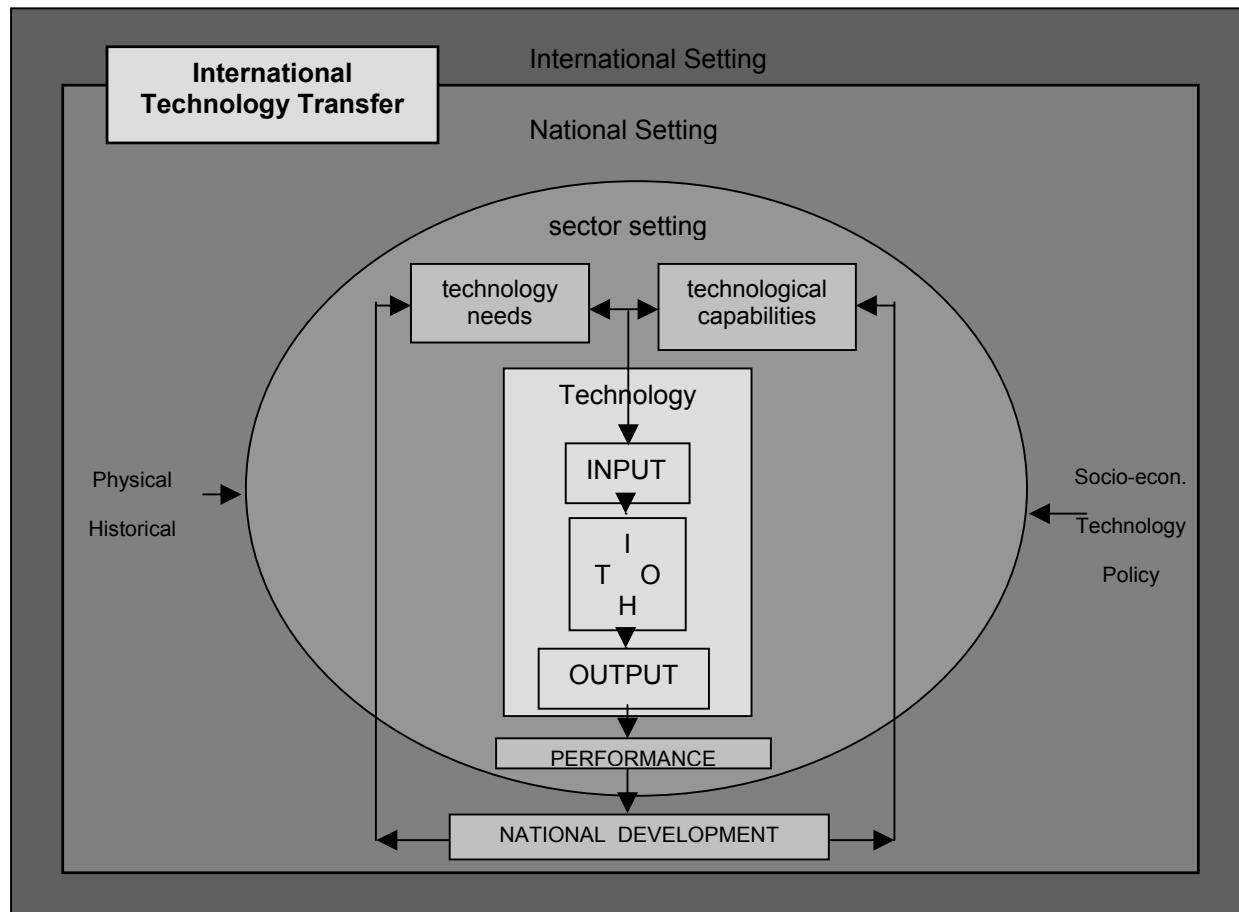 International
Technology Transfer
International Setting
National Setting
sector setting
technology
needs
technological
capabilities
Technology
INPUT
I
T O
H
OUTPUT
PERFORMANCE
NATIONAL DEVELOPMENT
Physical
Historical
Socio-econ.
Technology
Policy